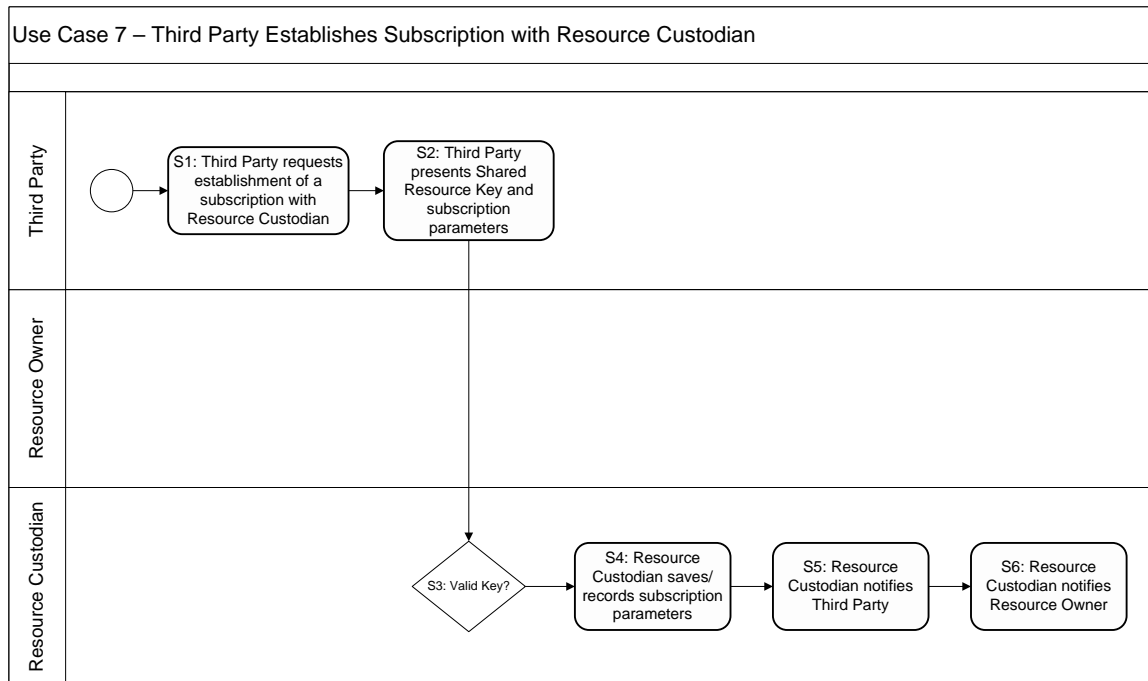 Use Case 7 – Third Party Establishes Subscription with Resource Custodian
Third Party
S1: Third Party requests
establishment of a
subscription with
Resource Custodian
S2: Third Party
presents Shared
Resource Key and
subscription
parameters
Resource Owner
Resource Custodian
S3: Valid Key?
S4: Resource
Custodian saves/
records subscription
parameters
S5: Resource
Custodian notifies
Third Party
S6: Resource
Custodian notifies
Resource Owner